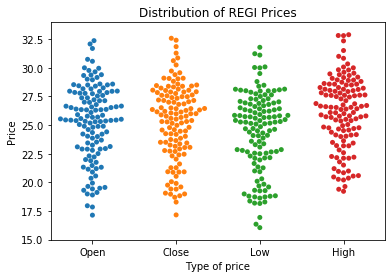 Distribution of REGI Prices
32.5
30.0
27.5
25.0
22.5
20.0
17.5
15.0
Price
Open Close Low High
Type of price